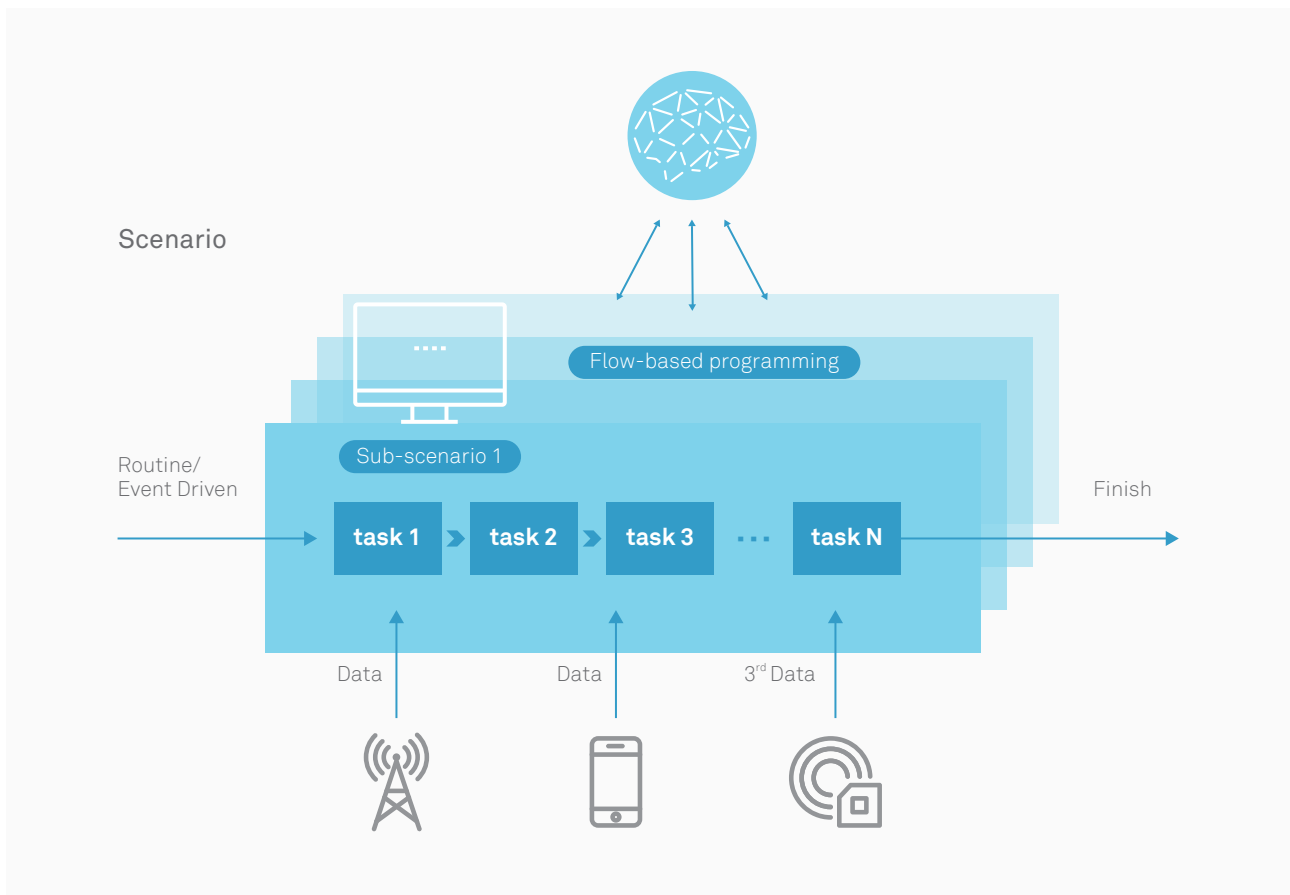 Scenario
Flow-based programming
Sub-scenario 1
Routine/
Event Driven
Finish
task 1
task 2
task 3
task N
Data
Data
3rd Data